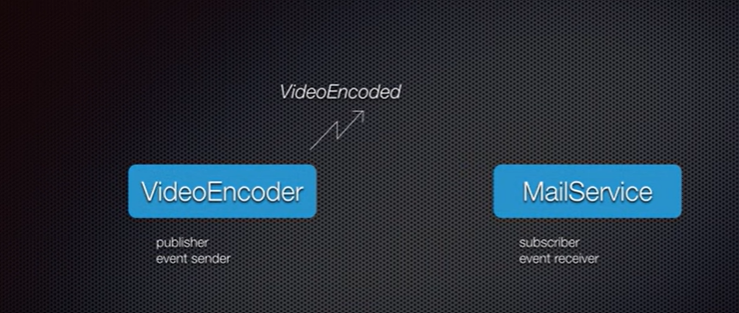 VideoEncoded
VideoEncoder
MailService
publisher
event sender
subscriber
event receiver